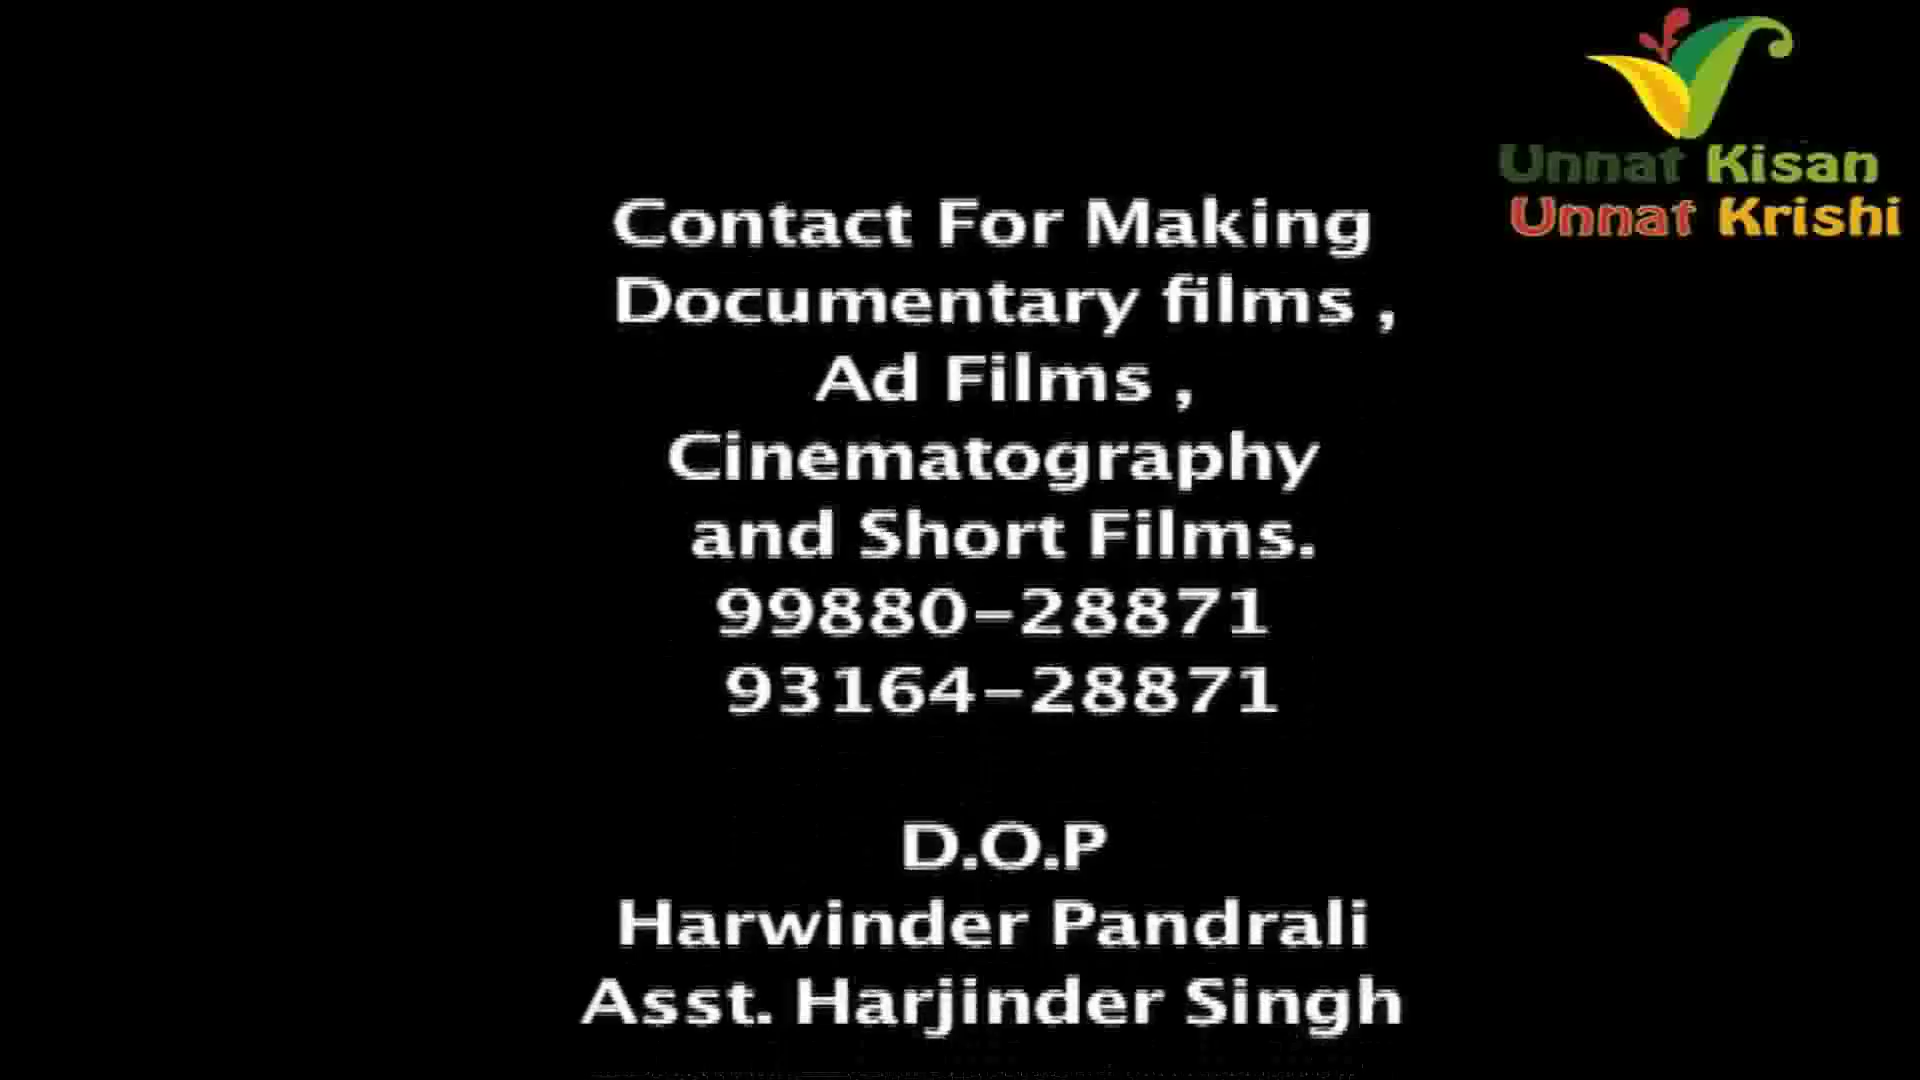 Unnat Kisan
Unnat Krishi
Contact For Making
Documentary films ,
Ad Films ,
Cinematography
and Short Films.
99880-28871
93164-28871
D.O.P
Harwinder Pandrali
Asst. Harjinder Singh